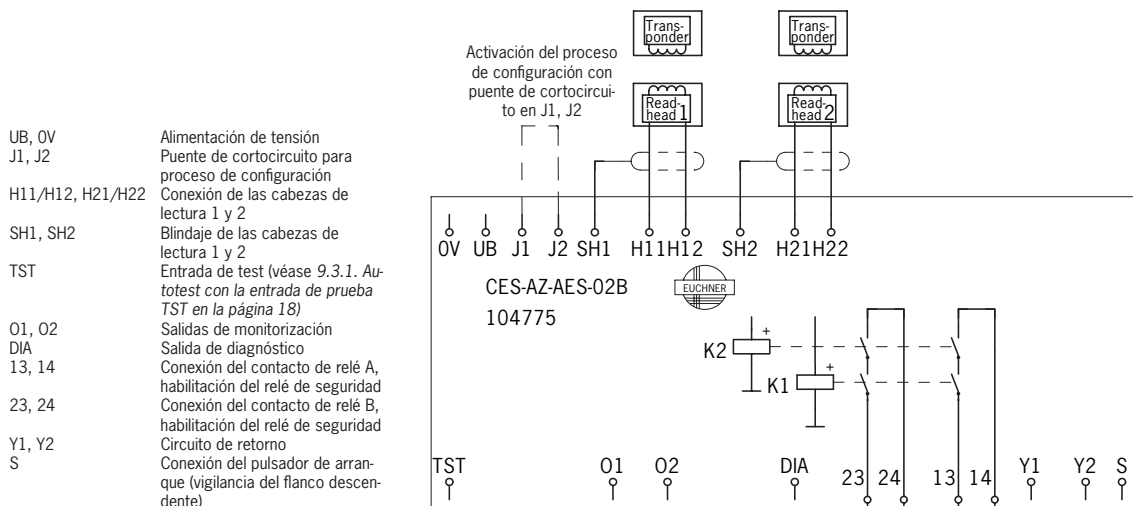 Trans-
ponder
Trans-
ponder
Activación del proceso
de configuración con
puente de cortocircui-
to en J1, J2
Read-
head 1
Read-
head 2
UB, 0V Alimentación de tensión
J1, J2 Puente de cortocircuito para
proceso de configuración
H11/H12, H21/H22 Conexión de las cabezas de
lectura 1 y 2
SH1, SH2 Blindaje de las cabezas de
lectura 1 y 2
TST Entrada de test (véase 9.3.1. Au-
totest con la entrada de prueba
TST en la página 18)
O1, O2 Salidas de monitorización
DIA Salida de diagnóstico
13, 14 Conexión del contacto de relé A,
habilitación del relé de seguridad
23, 24 Conexión del contacto de relé B,
habilitación del relé de seguridad
Y1, Y2 Circuito de retorno
S Conexión del pulsador de arran-
que (vigilancia del flanco descen-
dente)
0V UB J1 J2 SH1 H11 H12 SH2 H21 H22
CES-AZ-AES-02B
EUCHNER
104775
K2 +
K1 +
TST O1 O2 DIA 23 24 13 14 Y1 Y2 S